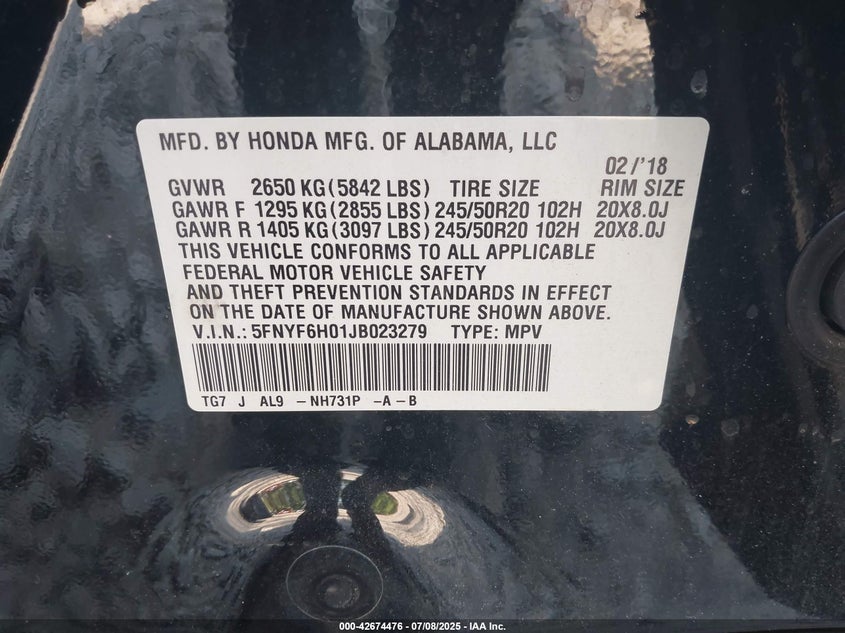 MFD. BY HONDA MFG. OF ALABAMA, LLC
02/'18
GVWR 2650 KG (5842 LBS) TIRE SIZE RIM SIZE
GAWR F 1295 KG (2855 LBS) 245/50R20 102H 20X8.0J
GAWR R 1405 KG (3097 LBS) 245/50R20 102H 20X8.0J
THIS VEHICLE CONFORMS TO ALL APPLICABLE
FEDERAL MOTOR VEHICLE SAFETY
AND THEFT PREVENTION STANDARDS IN EFFECT
ON THE DATE OF MANUFACTURE SHOWN ABOVE.
V.I.N.: 5FNYF6H01JB023279 TYPE: MPV
TG7 J AL9 - NH731P -A - B
000-42674476 - 07/08/2025 - IAA Inc.